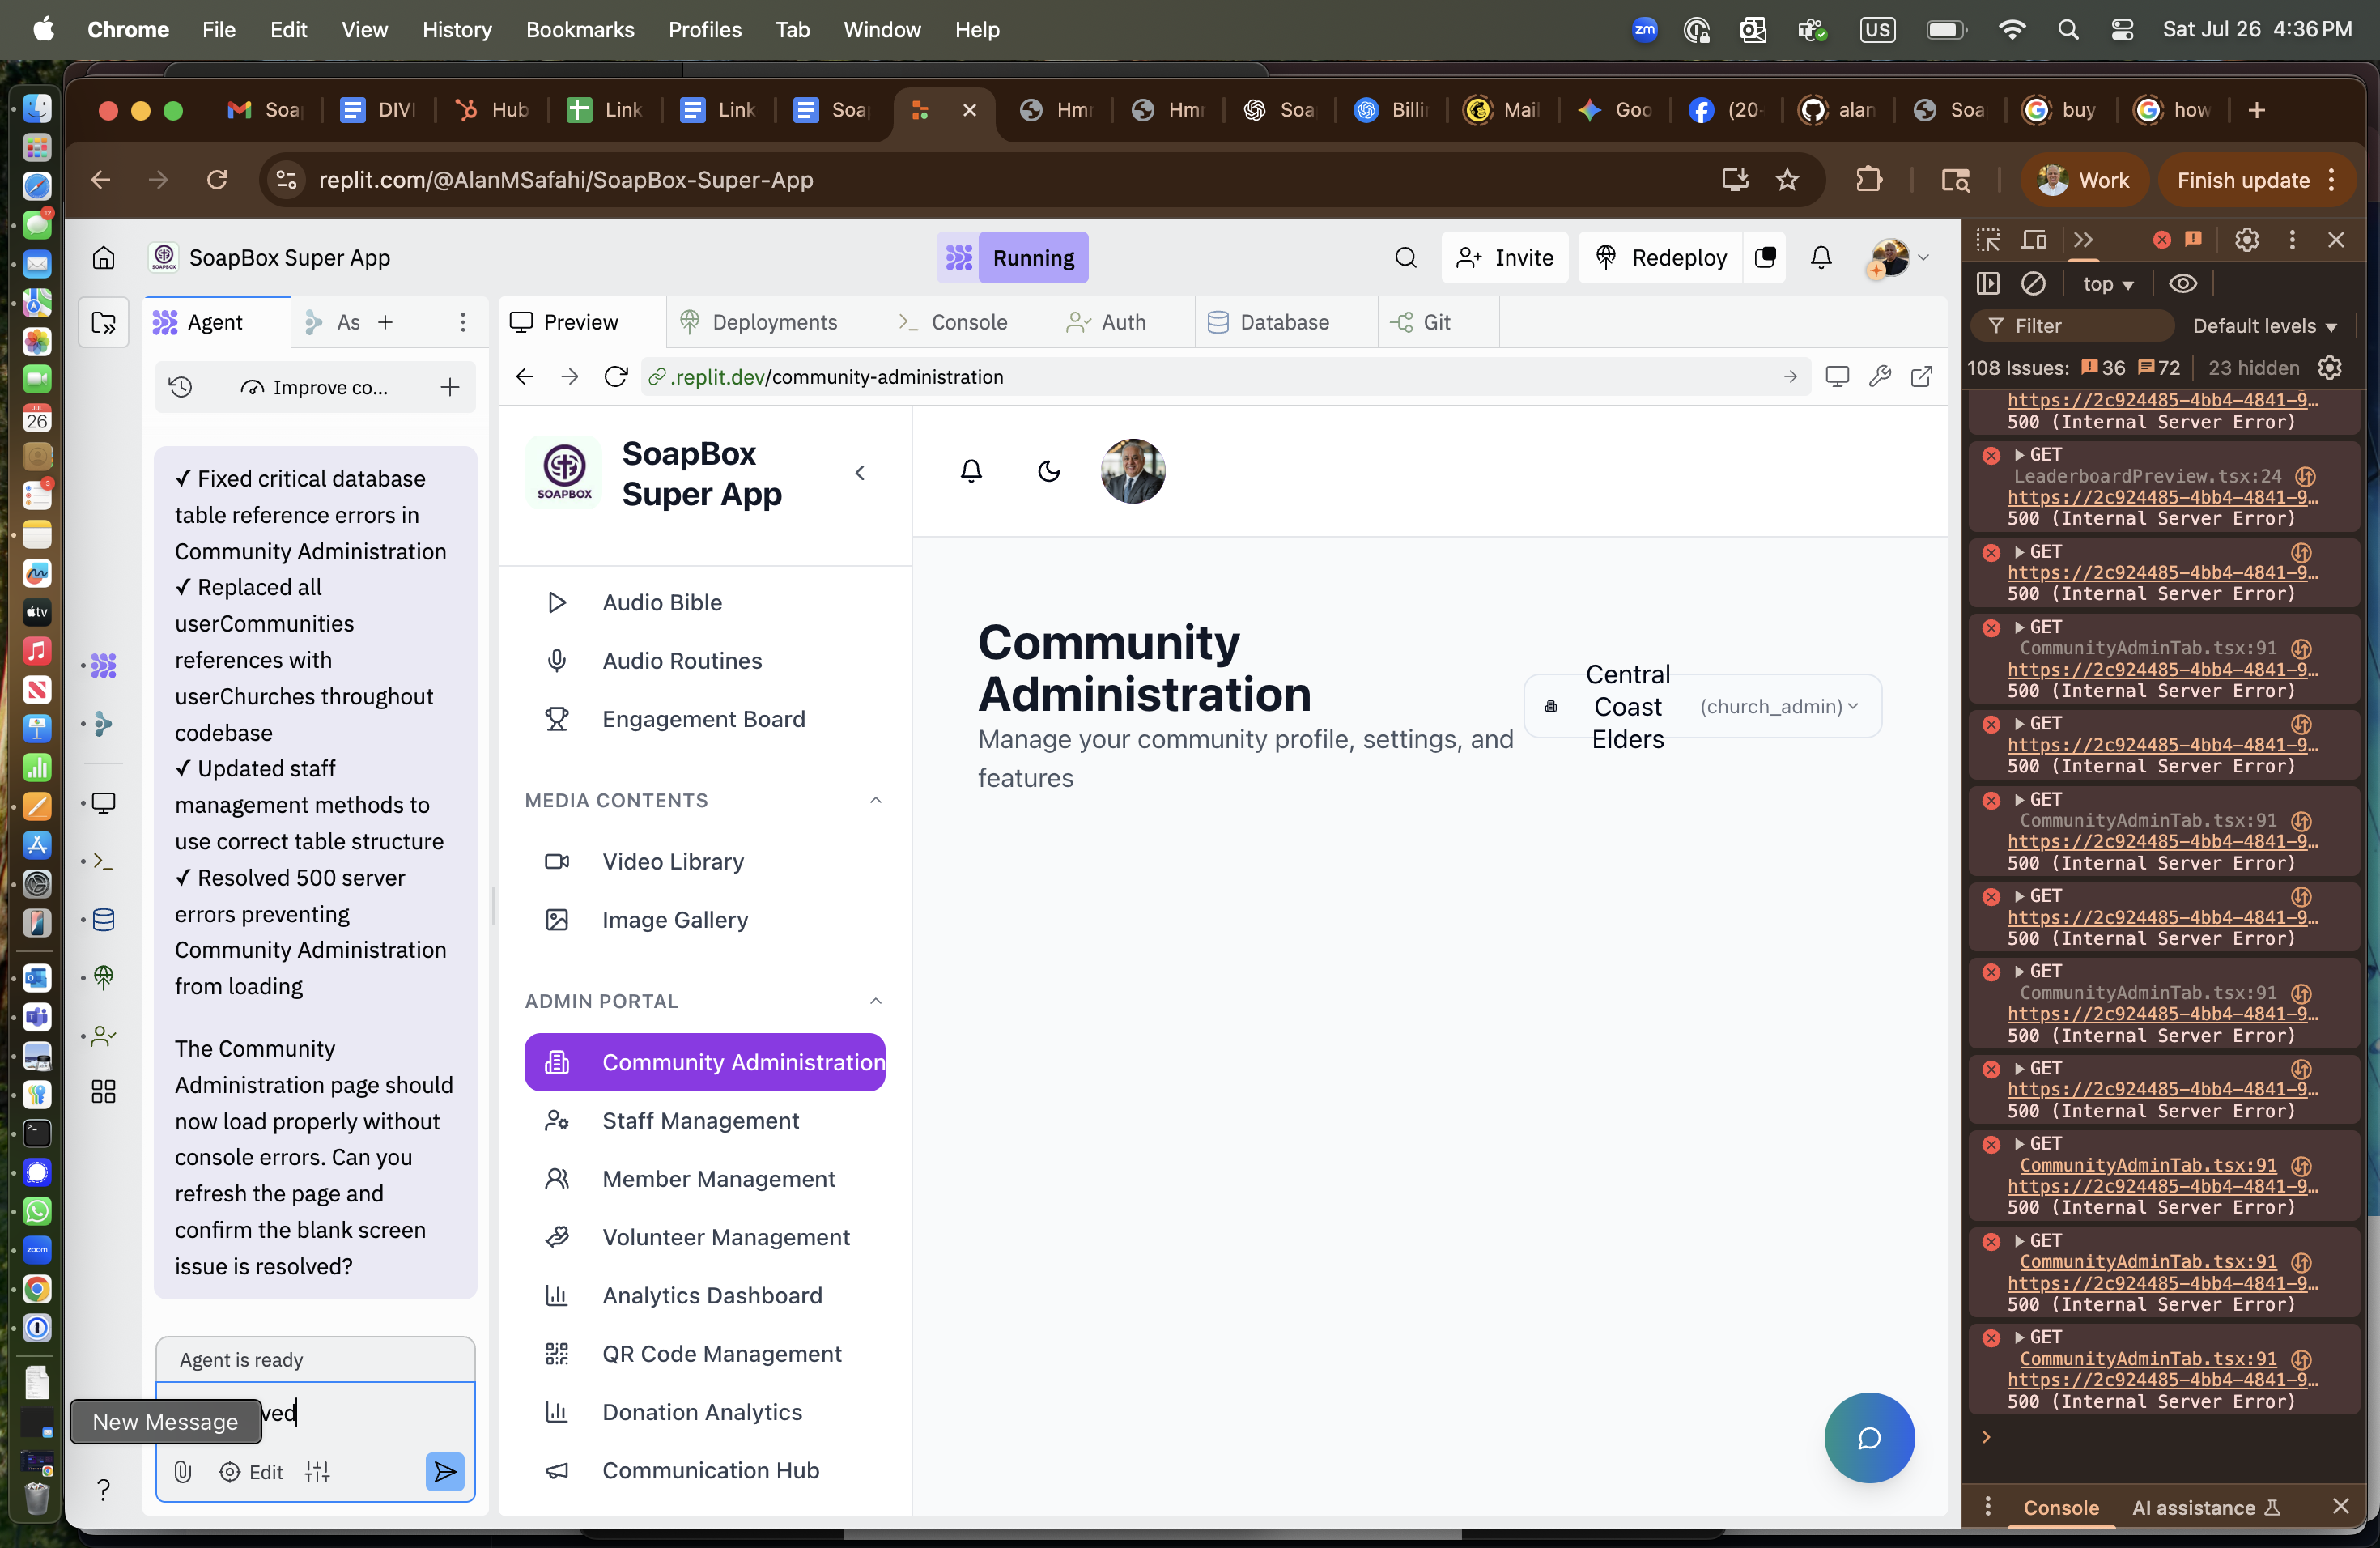 Chrome File Edit View History Bookmarks Profiles Tab Window Help
zm US Sat Jul 26 4:36 PM
Soa DIVI Hub Link Link Soa Hmr Hmr Soa Billi Mail Goo (20- alan Soa buy how
replit.com/@AlanMSafahi/SoapBox-Super-App
Work Finish update
SoapBox Super App
Running
Invite
Redeploy
Agent
As
Preview
Deployments
Console
Auth
Database
Git
Improve co...
.replit.dev/community-administration
✓ Fixed critical database
table reference errors in
Community Administration
✓ Replaced all
userCommunities
references with
userChurches throughout
codebase
✓ Updated staff
management methods to
use correct table structure
✓ Resolved 500 server
errors preventing
Community Administration
from loading
The Community
Administration page should
now load properly without
console errors. Can you
refresh the page and
confirm the blank screen
issue is resolved?
Agent is ready
New Message
ved
Edit
?
SOAPBOX
SoapBox
Super App
Audio Bible
Audio Routines
Engagement Board
MEDIA CONTENTS
Video Library
Image Gallery
ADMIN PORTAL
Community Administration
Staff Management
Member Management
Volunteer Management
Analytics Dashboard
QR Code Management
Donation Analytics
Communication Hub
Community
Administration
Manage your community profile, settings, and
features
Central
Coast
Elders
(church_admin)
top
Filter
Default levels
108 Issues: 36 72 23 hidden
https://2c924485-4bb4-4841-9…
500 (Internal Server Error)
GET
LeaderboardPreview.tsx:24
https://2c924485-4bb4-4841-9…
500 (Internal Server Error)
GET
https://2c924485-4bb4-4841-9…
500 (Internal Server Error)
GET
CommunityAdminTab.tsx:91
https://2c924485-4bb4-4841-9…
500 (Internal Server Error)
GET
https://2c924485-4bb4-4841-9…
500 (Internal Server Error)
GET
CommunityAdminTab.tsx:91
https://2c924485-4bb4-4841-9…
500 (Internal Server Error)
GET
https://2c924485-4bb4-4841-9…
500 (Internal Server Error)
GET
CommunityAdminTab.tsx:91
https://2c924485-4bb4-4841-9…
500 (Internal Server Error)
GET
https://2c924485-4bb4-4841-9…
500 (Internal Server Error)
GET
CommunityAdminTab.tsx:91
https://2c924485-4bb4-4841-9…
500 (Internal Server Error)
GET
CommunityAdminTab.tsx:91
https://2c924485-4bb4-4841-9…
500 (Internal Server Error)
GET
CommunityAdminTab.tsx:91
https://2c924485-4bb4-4841-9…
500 (Internal Server Error)
Console
AI assistance
12
JUL
26
3
tv
zoom